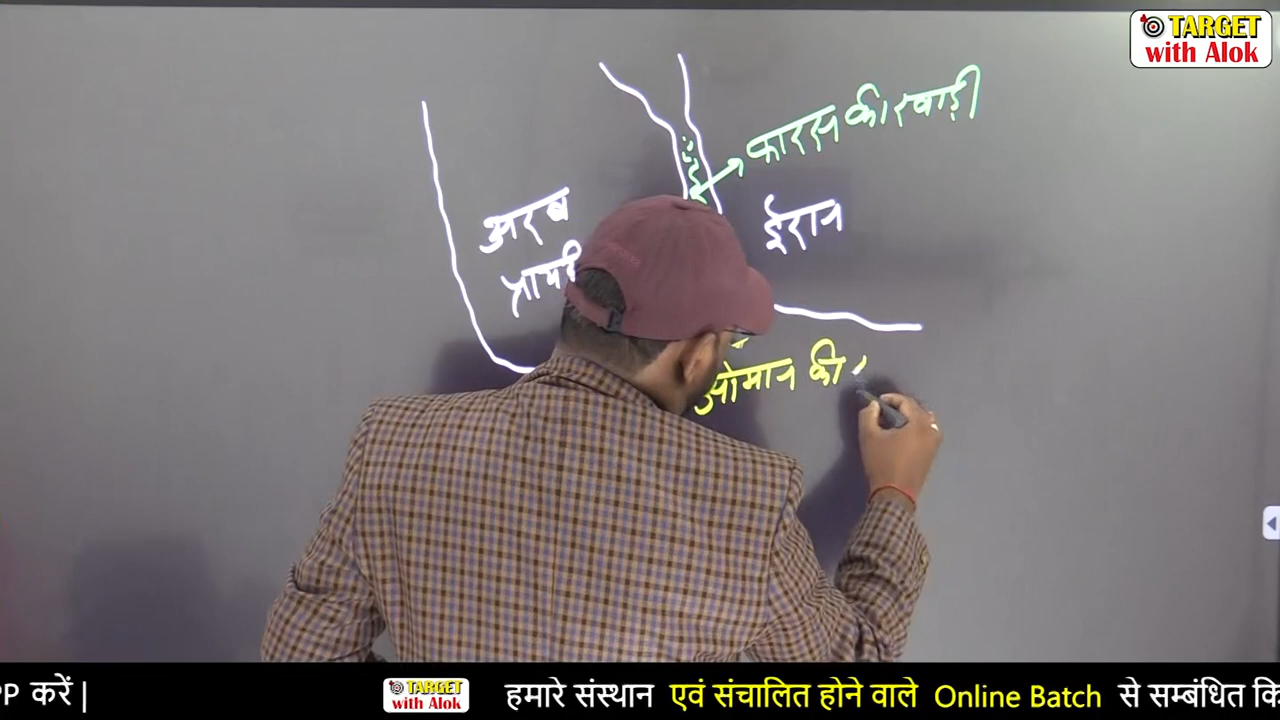 TARGET
with Alok
फारस की खाड़ी
अरब
ईरान
प्राय
ओमान की
PP करें |
TARGET
with Alok
हमारे संस्थान एवं संचालित होने वाले Online Batch से सम्बंधित कि